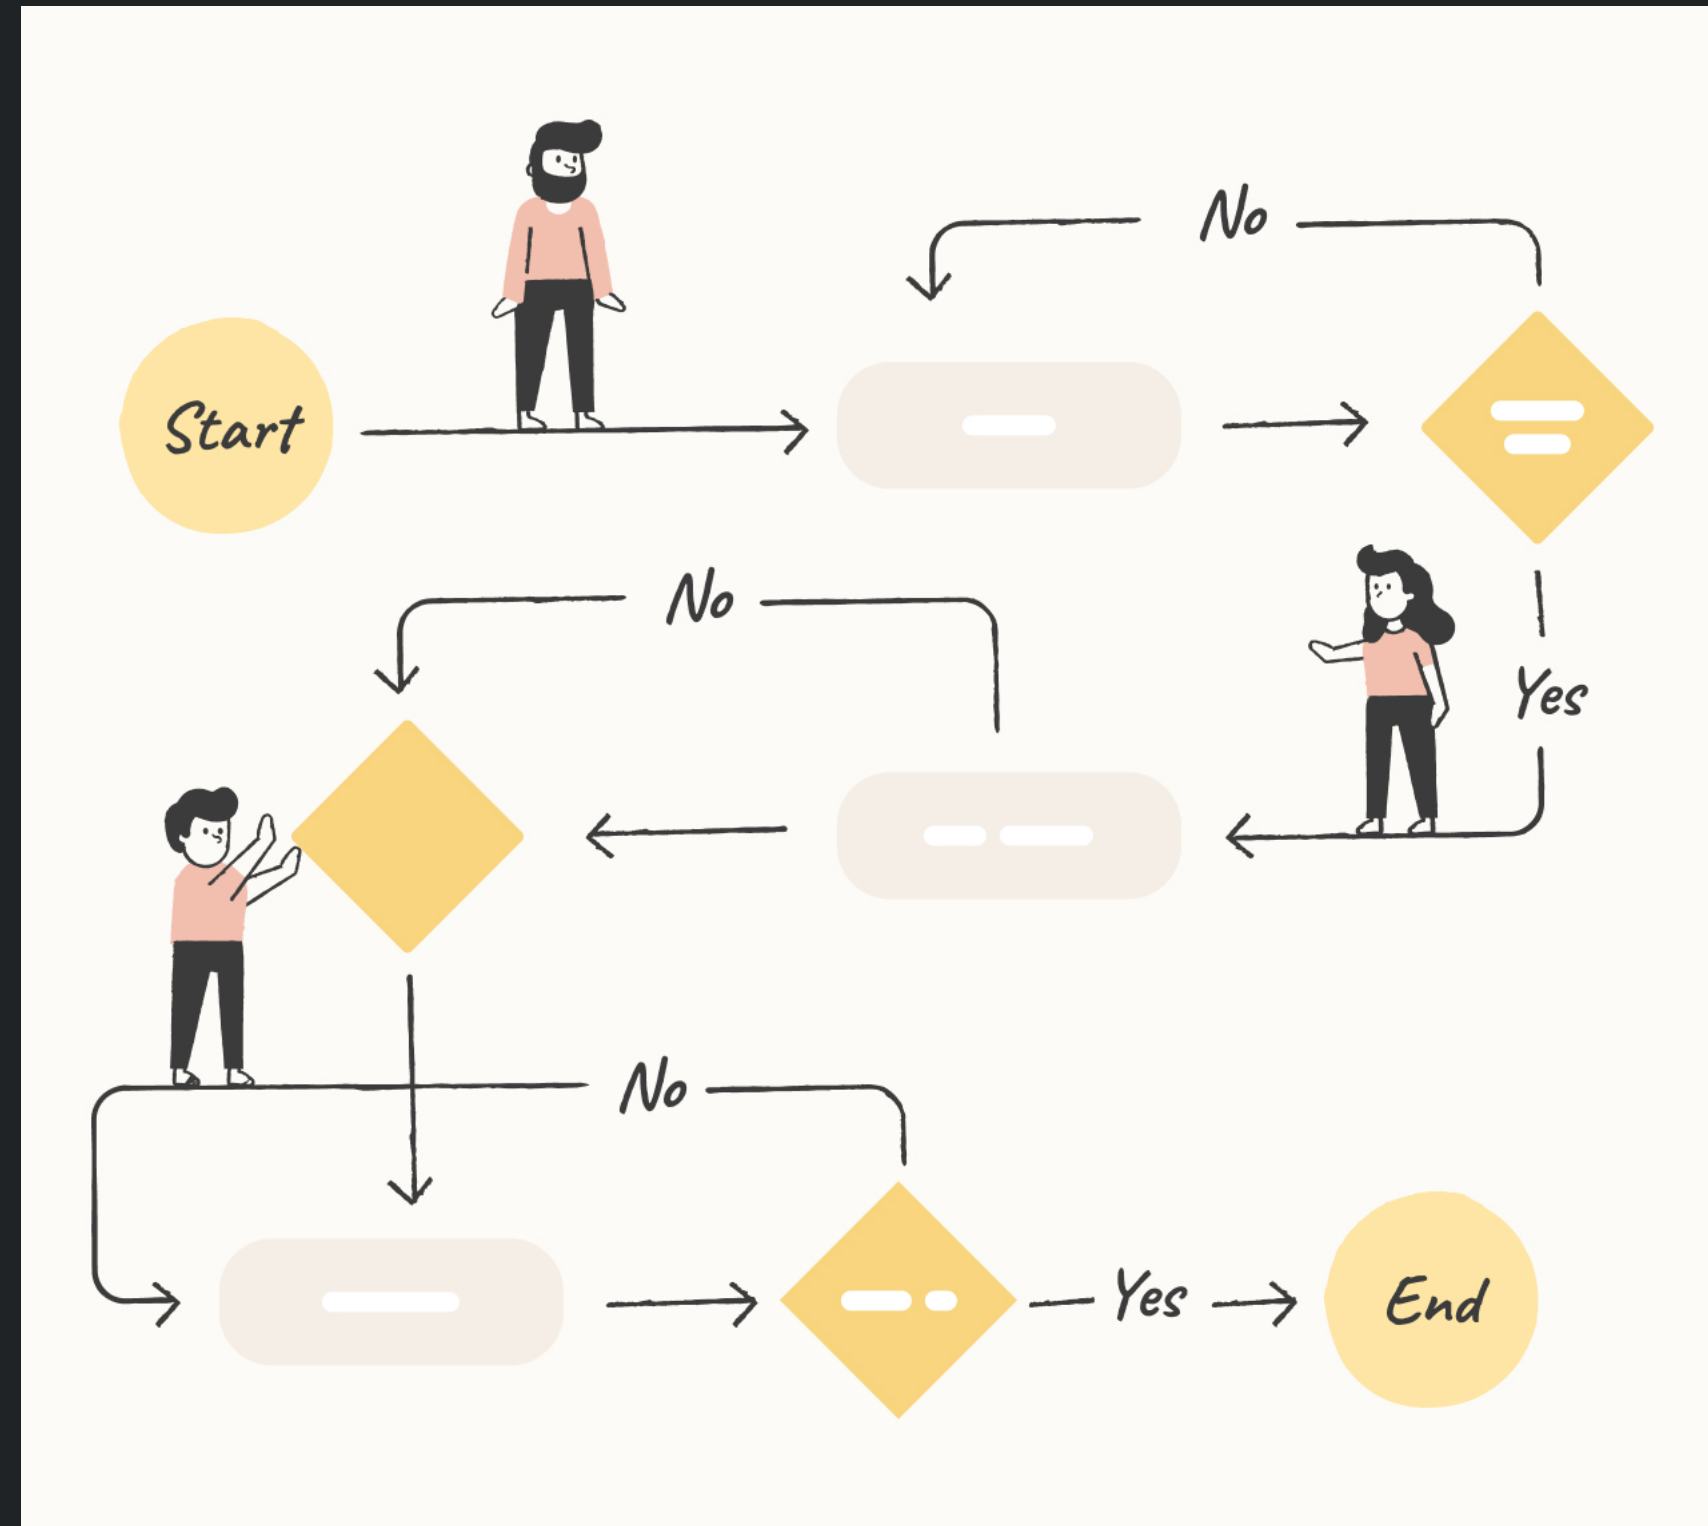 No
Start
No
Yes
No
Yes
End